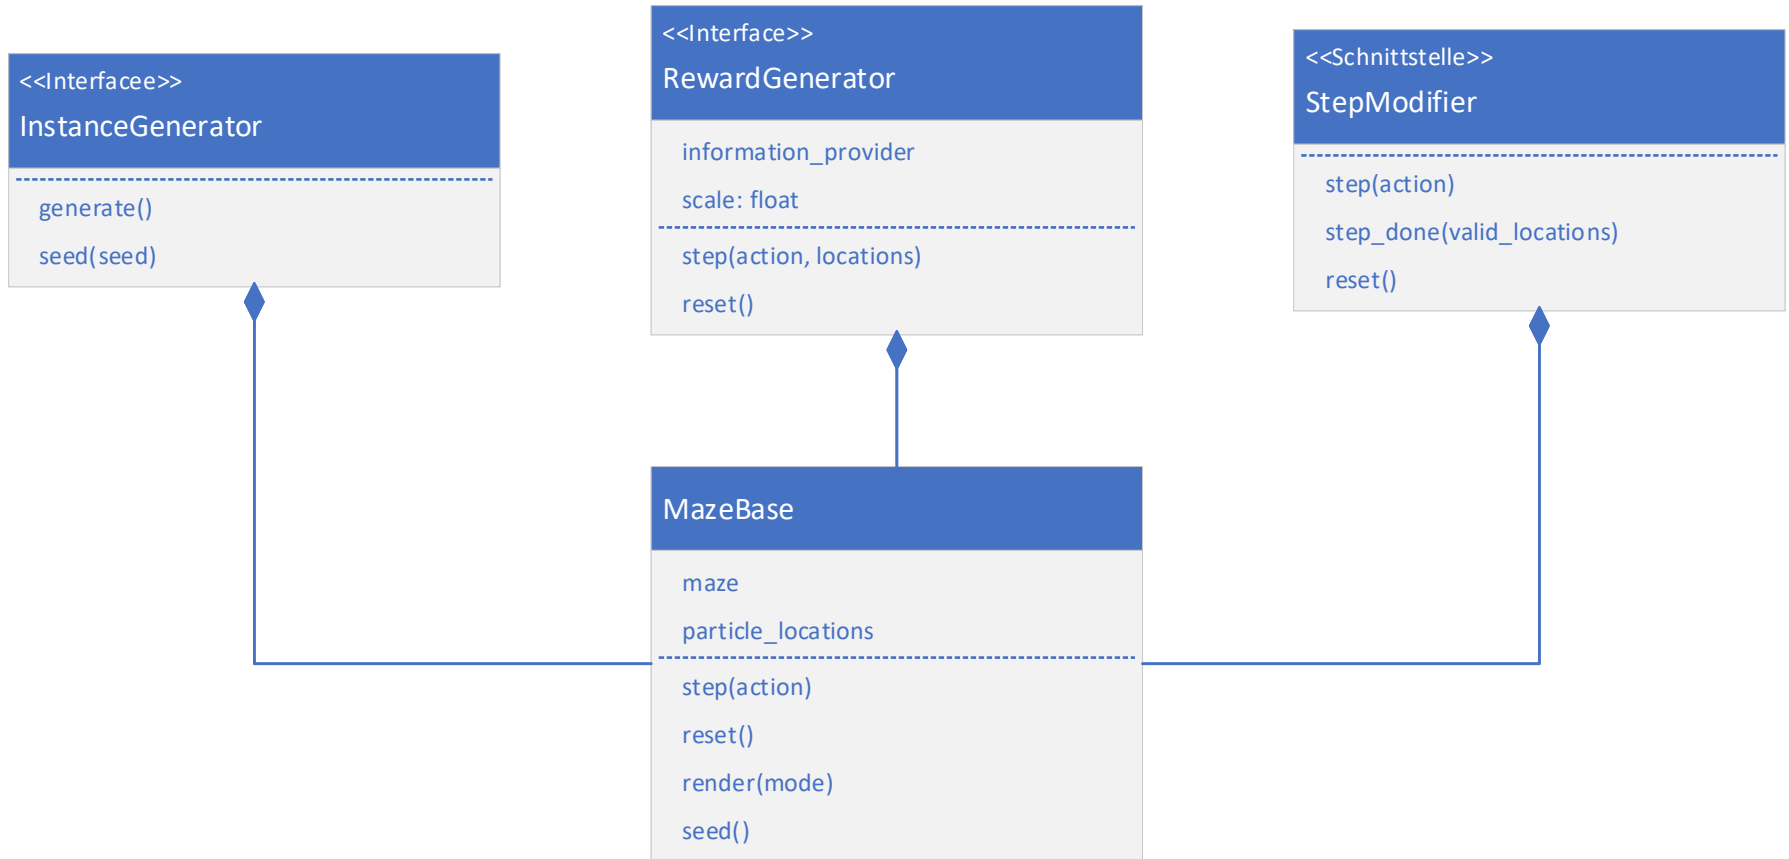 <<Interfacee>>
InstanceGenerator
generate()
seed(seed)
<<Interface>>
RewardGenerator
information_provider
scale: float
step(action, locations)
reset()
<<Schnittstelle>>
StepModifier
step(action)
step_done(valid_locations)
reset()
MazeBase
maze
particle_locations
step(action)
reset()
render(mode)
seed()